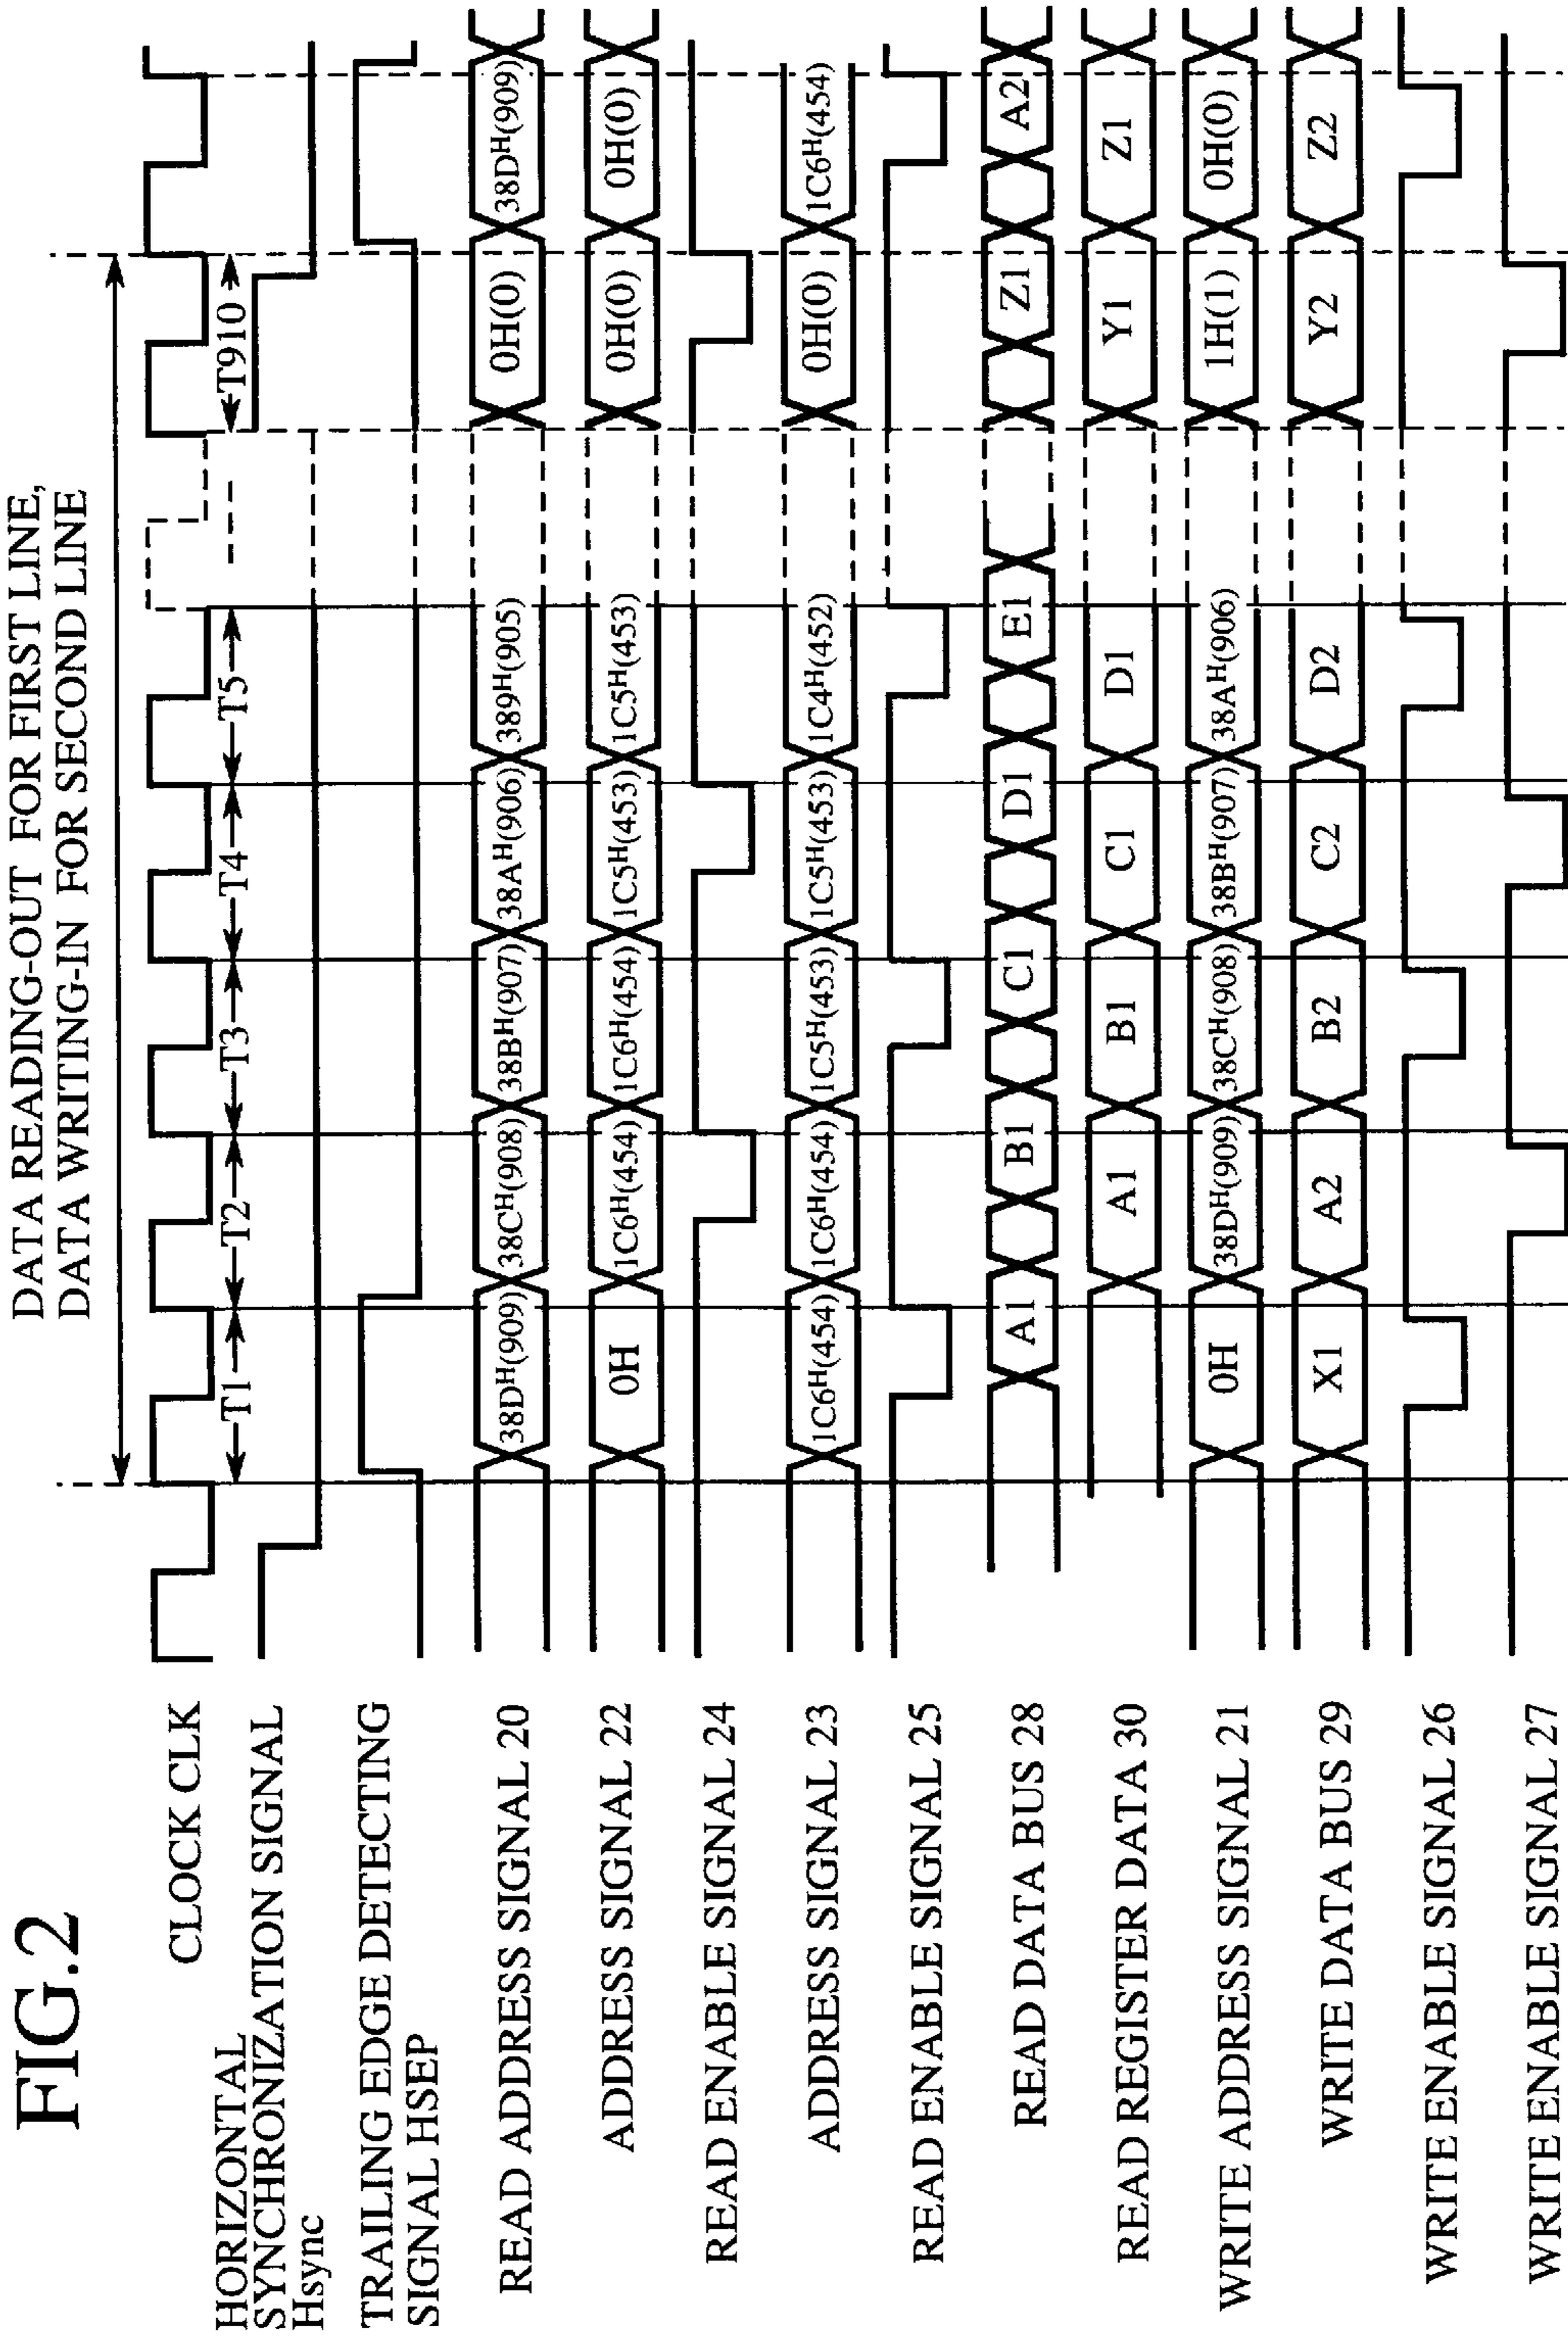 FIG.2
DATA READING-OUT FOR FIRST LINE,
DATA WRITING-IN FOR SECOND LINE
CLOCK CLK
T1 T2 T3 T4 T5 T910
HORIZONTAL
SYNCHRONIZATION SIGNAL
Hsync
TRAILING EDGE DETECTING
SIGNAL HSEP
READ ADDRESS SIGNAL 20 38DH(909) 38CH(908) 38BH(907) 38AH(906) 389H(905) 0H(0) 38DH(909)
ADDRESS SIGNAL 22 0H 1C6H(454) 1C6H(454) 1C5H(453) 1C5H(453) 0H(0) 0H(0)
READ ENABLE SIGNAL 24
ADDRESS SIGNAL 23 1C6H(454) 1C6H(454) 1C5H(453) 1C5H(453) 1C4H(452) 0H(0) 1C6H(454)
READ ENABLE SIGNAL 25
READ DATA BUS 28 A1 B1 C1 D1 E1 Z1 A2
READ REGISTER DATA 30 A1 B1 C1 D1 Y1 Z1
WRITE ADDRESS SIGNAL 21 0H 38DH(909) 38CH(908) 38BH(907) 38AH(906) 1H(1) 0H(0)
WRITE DATA BUS 29 X1 A2 B2 C2 D2 Y2 Z2
WRITE ENABLE SIGNAL 26
WRITE ENABLE SIGNAL 27